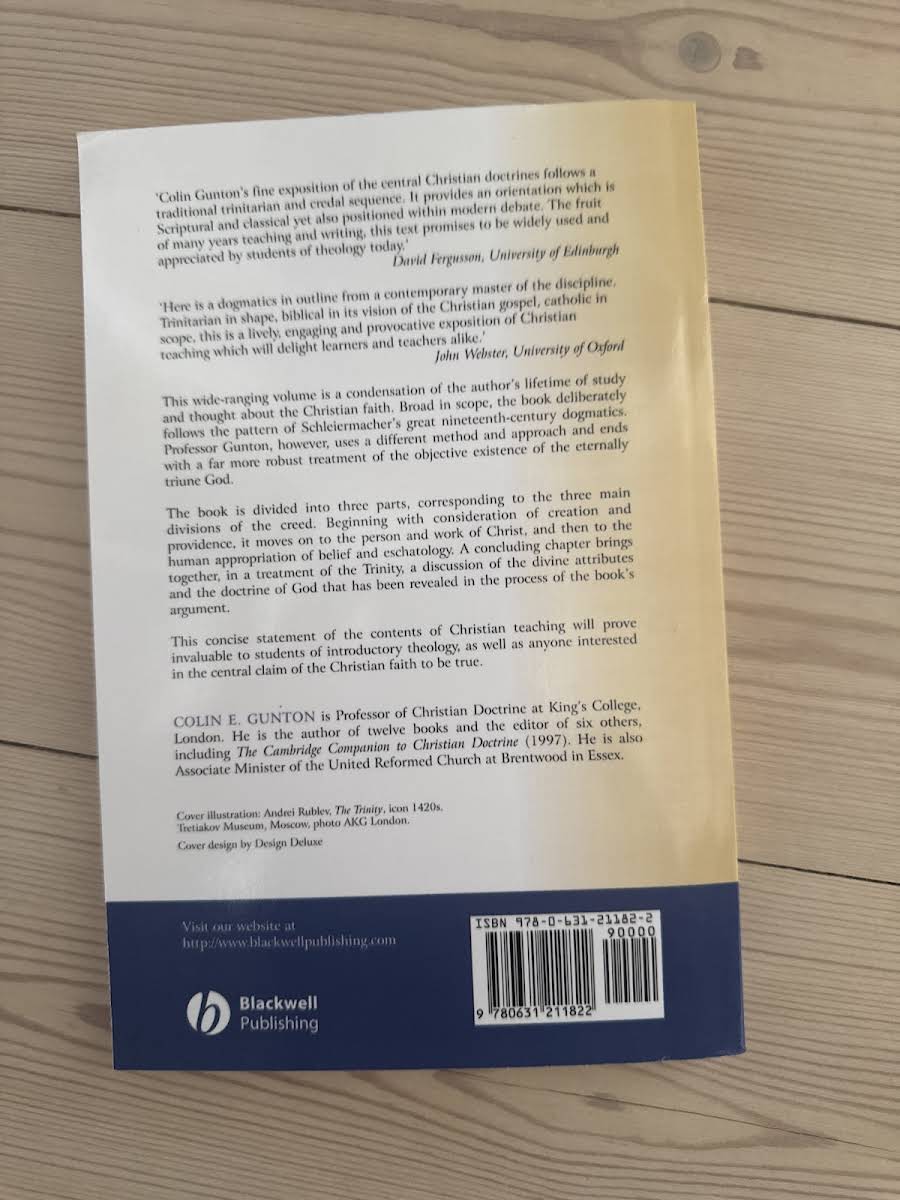 'Colin Gunton's fine exposition of the central Christian doctrines follows a
traditional trinitarian and credal sequence. It provides an orientation which is
Scriptural and classical yet also positioned within modern debate. The fruit
of many years teaching and writing, this text promises to be widely used and
appreciated by students of theology today.'
David Fergusson, University of Edinburgh
'Here is a dogmatics in outline from a contemporary master of the discipline.
Trinitarian in shape, biblical in its vision of the Christian gospel, catholic in
scope, this is a lively, engaging and provocative exposition of Christian
teaching which will delight learners and teachers alike.'
John Webster, University of Oxford
This wide-ranging volume is a condensation of the author's lifetime of study
and thought about the Christian faith. Broad in scope, the book deliberately
follows the pattern of Schleiermacher's great nineteenth-century dogmatics.
Professor Gunton, however, uses a different method and approach and ends
with a far more robust treatment of the objective existence of the eternally
triune God.
The book is divided into three parts, corresponding to the three main
divisions of the creed. Beginning with consideration of creation and
providence, it moves on to the person and work of Christ, and then to the
human appropriation of belief and eschatology. A concluding chapter brings
together, in a treatment of the Trinity, a discussion of the divine attributes
and the doctrine of God that has been revealed in the process of the book's
argument.
This concise statement of the contents of Christian teaching will prove
invaluable to students of introductory theology, as well as anyone interested
in the central claim of the Christian faith to be true.
COLIN E. GUNTON is Professor of Christian Doctrine at King's College,
London. He is the author of twelve books and the editor of six others,
including The Cambridge Companion to Christian Doctrine (1997). He is also
Associate Minister of the United Reformed Church at Brentwood in Essex.
Cover illustration: Andrei Rublev, The Trinity, icon 1420s,
Tretiakov Museum, Moscow, photo AKG London.
Cover design by Design Deluxe
Visit our website at
http://www.blackwellpublishing.com
b Blackwell
Publishing
ISBN 978-0-631-21182-2
90000
9 780631 211822